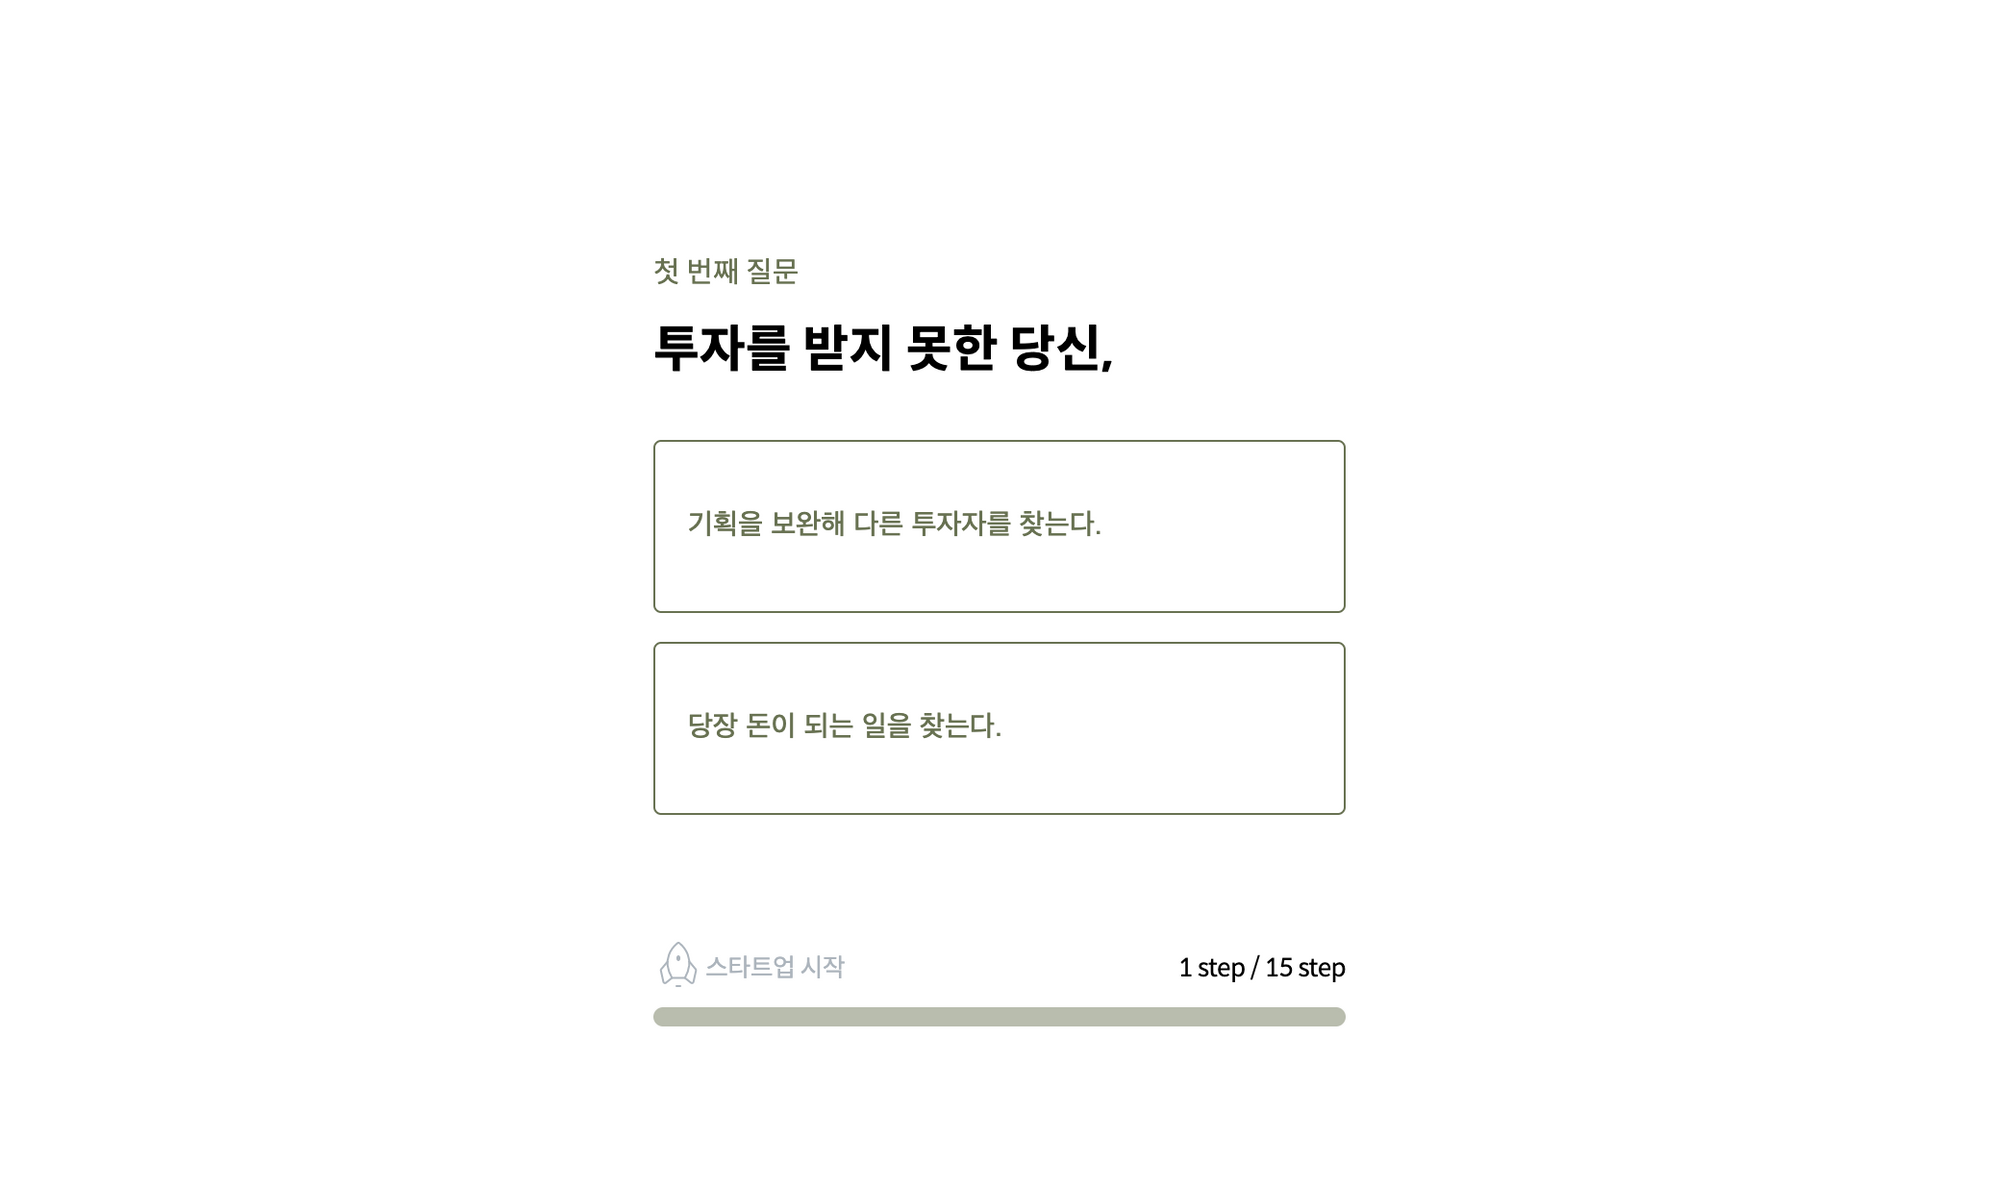 첫 번째 질문
투자를 받지 못한 당신,
기획을 보완해 다른 투자자를 찾는다.
당장 돈이 되는 일을 찾는다.
스타트업 시작
1 step / 15 step